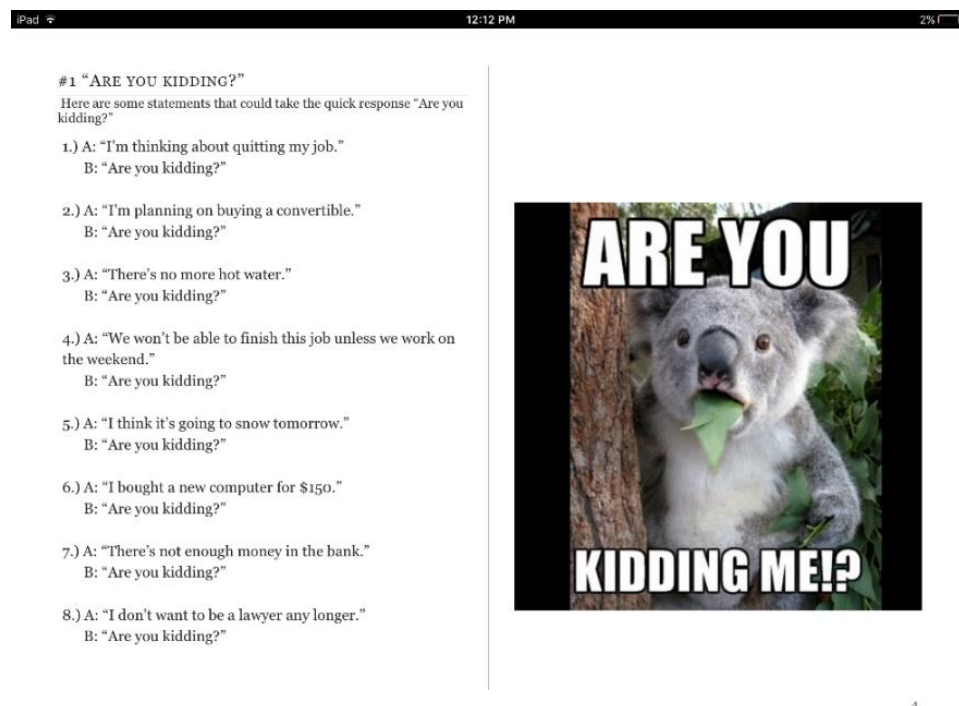 iPad
12:12 PM
2%
#1 “ARE YOU KIDDING?”
Here are some statements that could take the quick response “Are you
kidding?”
1.) A: “I’m thinking about quitting my job.”
B: “Are you kidding?”
2.) A: “I’m planning on buying a convertible.”
B: “Are you kidding?”
3.) A: “There’s no more hot water.”
B: “Are you kidding?”
4.) A: “We won’t be able to finish this job unless we work on
the weekend.”
B: “Are you kidding?”
5.) A: “I think it’s going to snow tomorrow.”
B: “Are you kidding?”
6.) A: “I bought a new computer for $150.”
B: “Are you kidding?”
7.) A: “There’s not enough money in the bank.”
B: “Are you kidding?”
8.) A: “I don’t want to be a lawyer any longer.”
B: “Are you kidding?”
ARE YOU
KIDDING ME!?